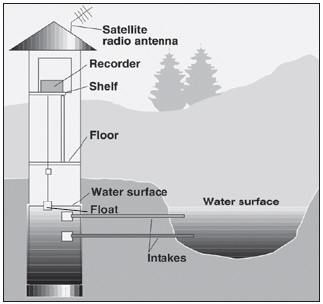 Satellite
radio antenna
Recorder
Shelf
Floor
Water surface
Float
Water surface
Intakes